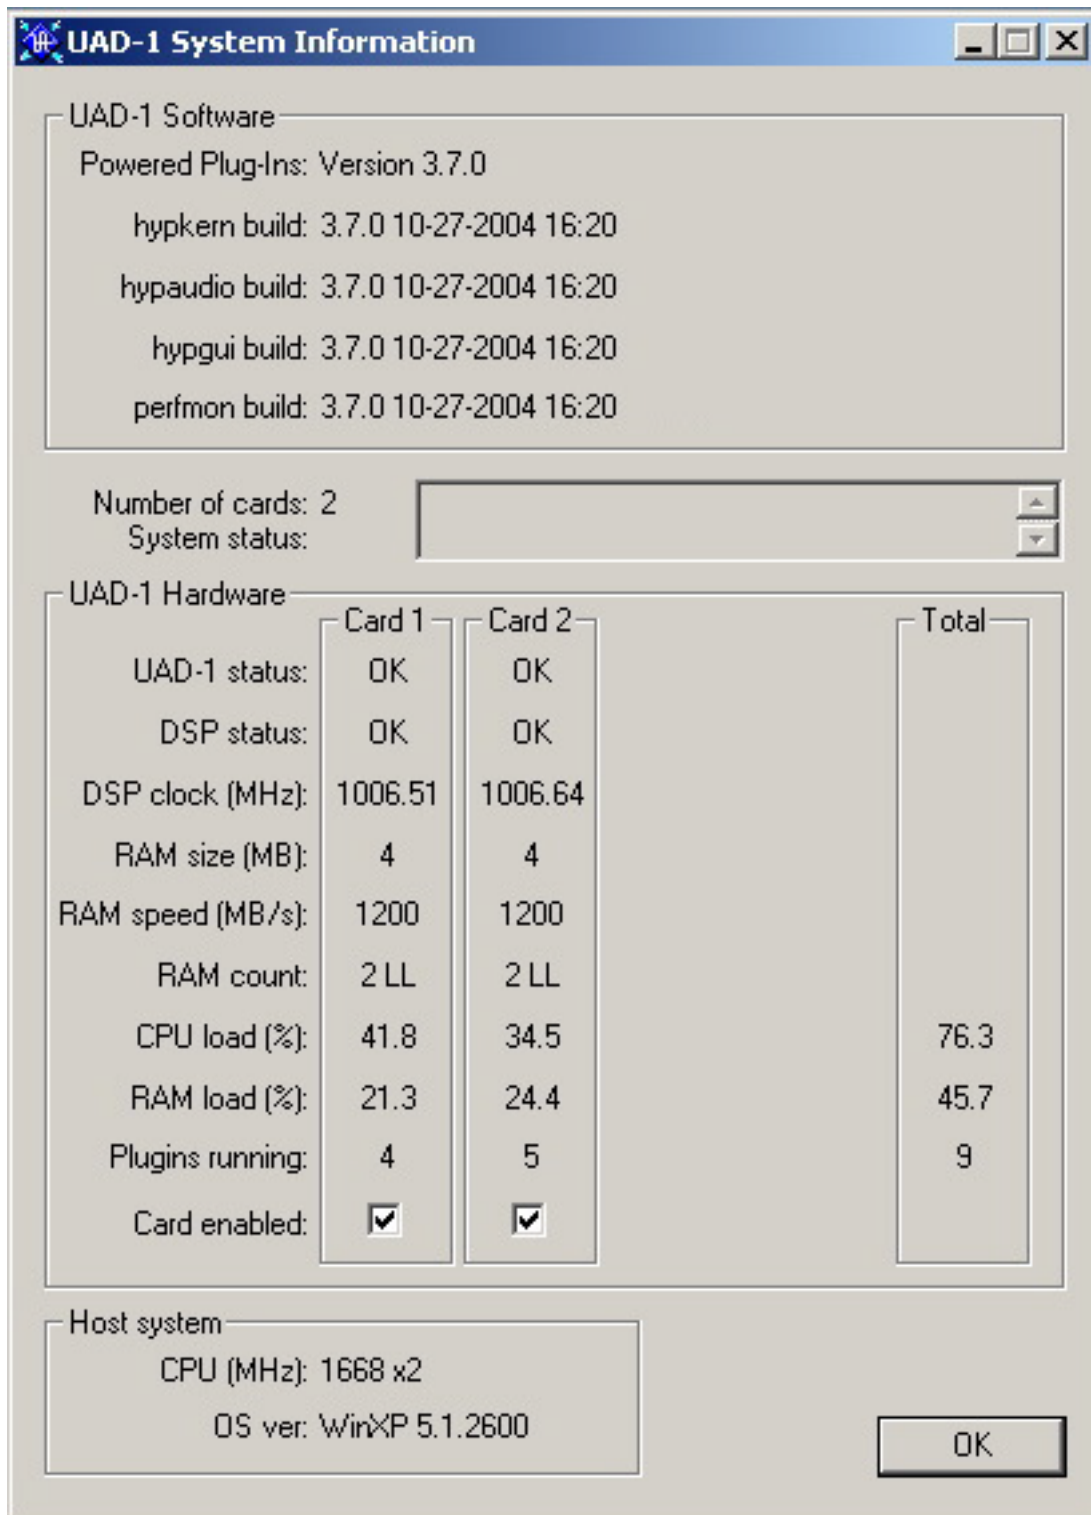 UAD-1 System Information
UAD-1 Software
Powered Plug-Ins: Version 3.7.0
hypkern build: 3.7.0 10-27-2004 16:20
hypaudio build: 3.7.0 10-27-2004 16:20
hypgui build: 3.7.0 10-27-2004 16:20
perfmon build: 3.7.0 10-27-2004 16:20
Number of cards: 2
System status:
UAD-1 Hardware
Card 1 Card 2 Total
UAD-1 status: OK OK
DSP status: OK OK
DSP clock (MHz): 1006.51 1006.64
RAM size (MB): 4 4
RAM speed (MB/s): 1200 1200
RAM count: 2 LL 2 LL
CPU load (%): 41.8 34.5 76.3
RAM load (%): 21.3 24.4 45.7
Plugins running: 4 5 9
Card enabled:
Host system
CPU (MHz): 1668 x2
OS ver: WinXP 5.1.2600
OK